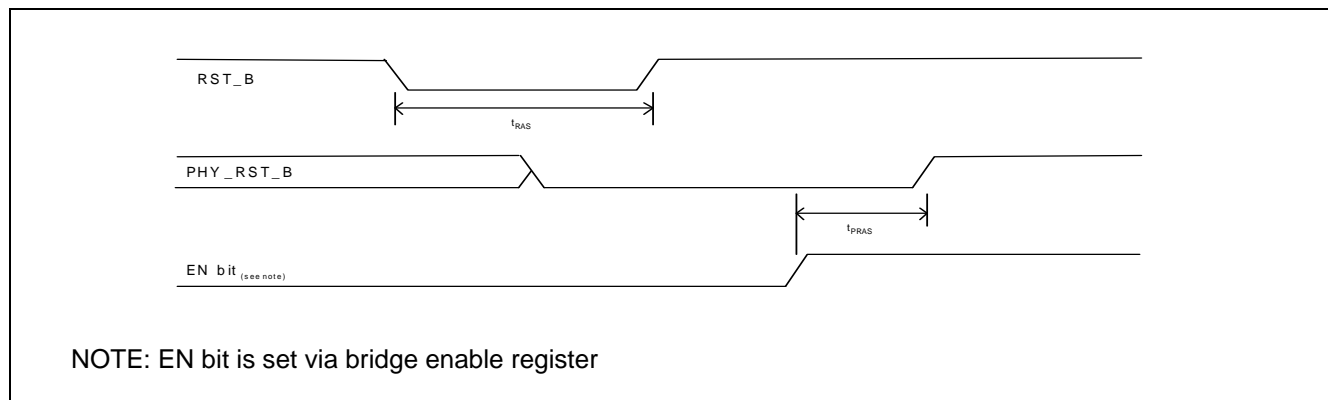 RST_B
tRAS
PHY_RST_B
tPRAS
EN bit (see note)
NOTE: EN bit is set via bridge enable register